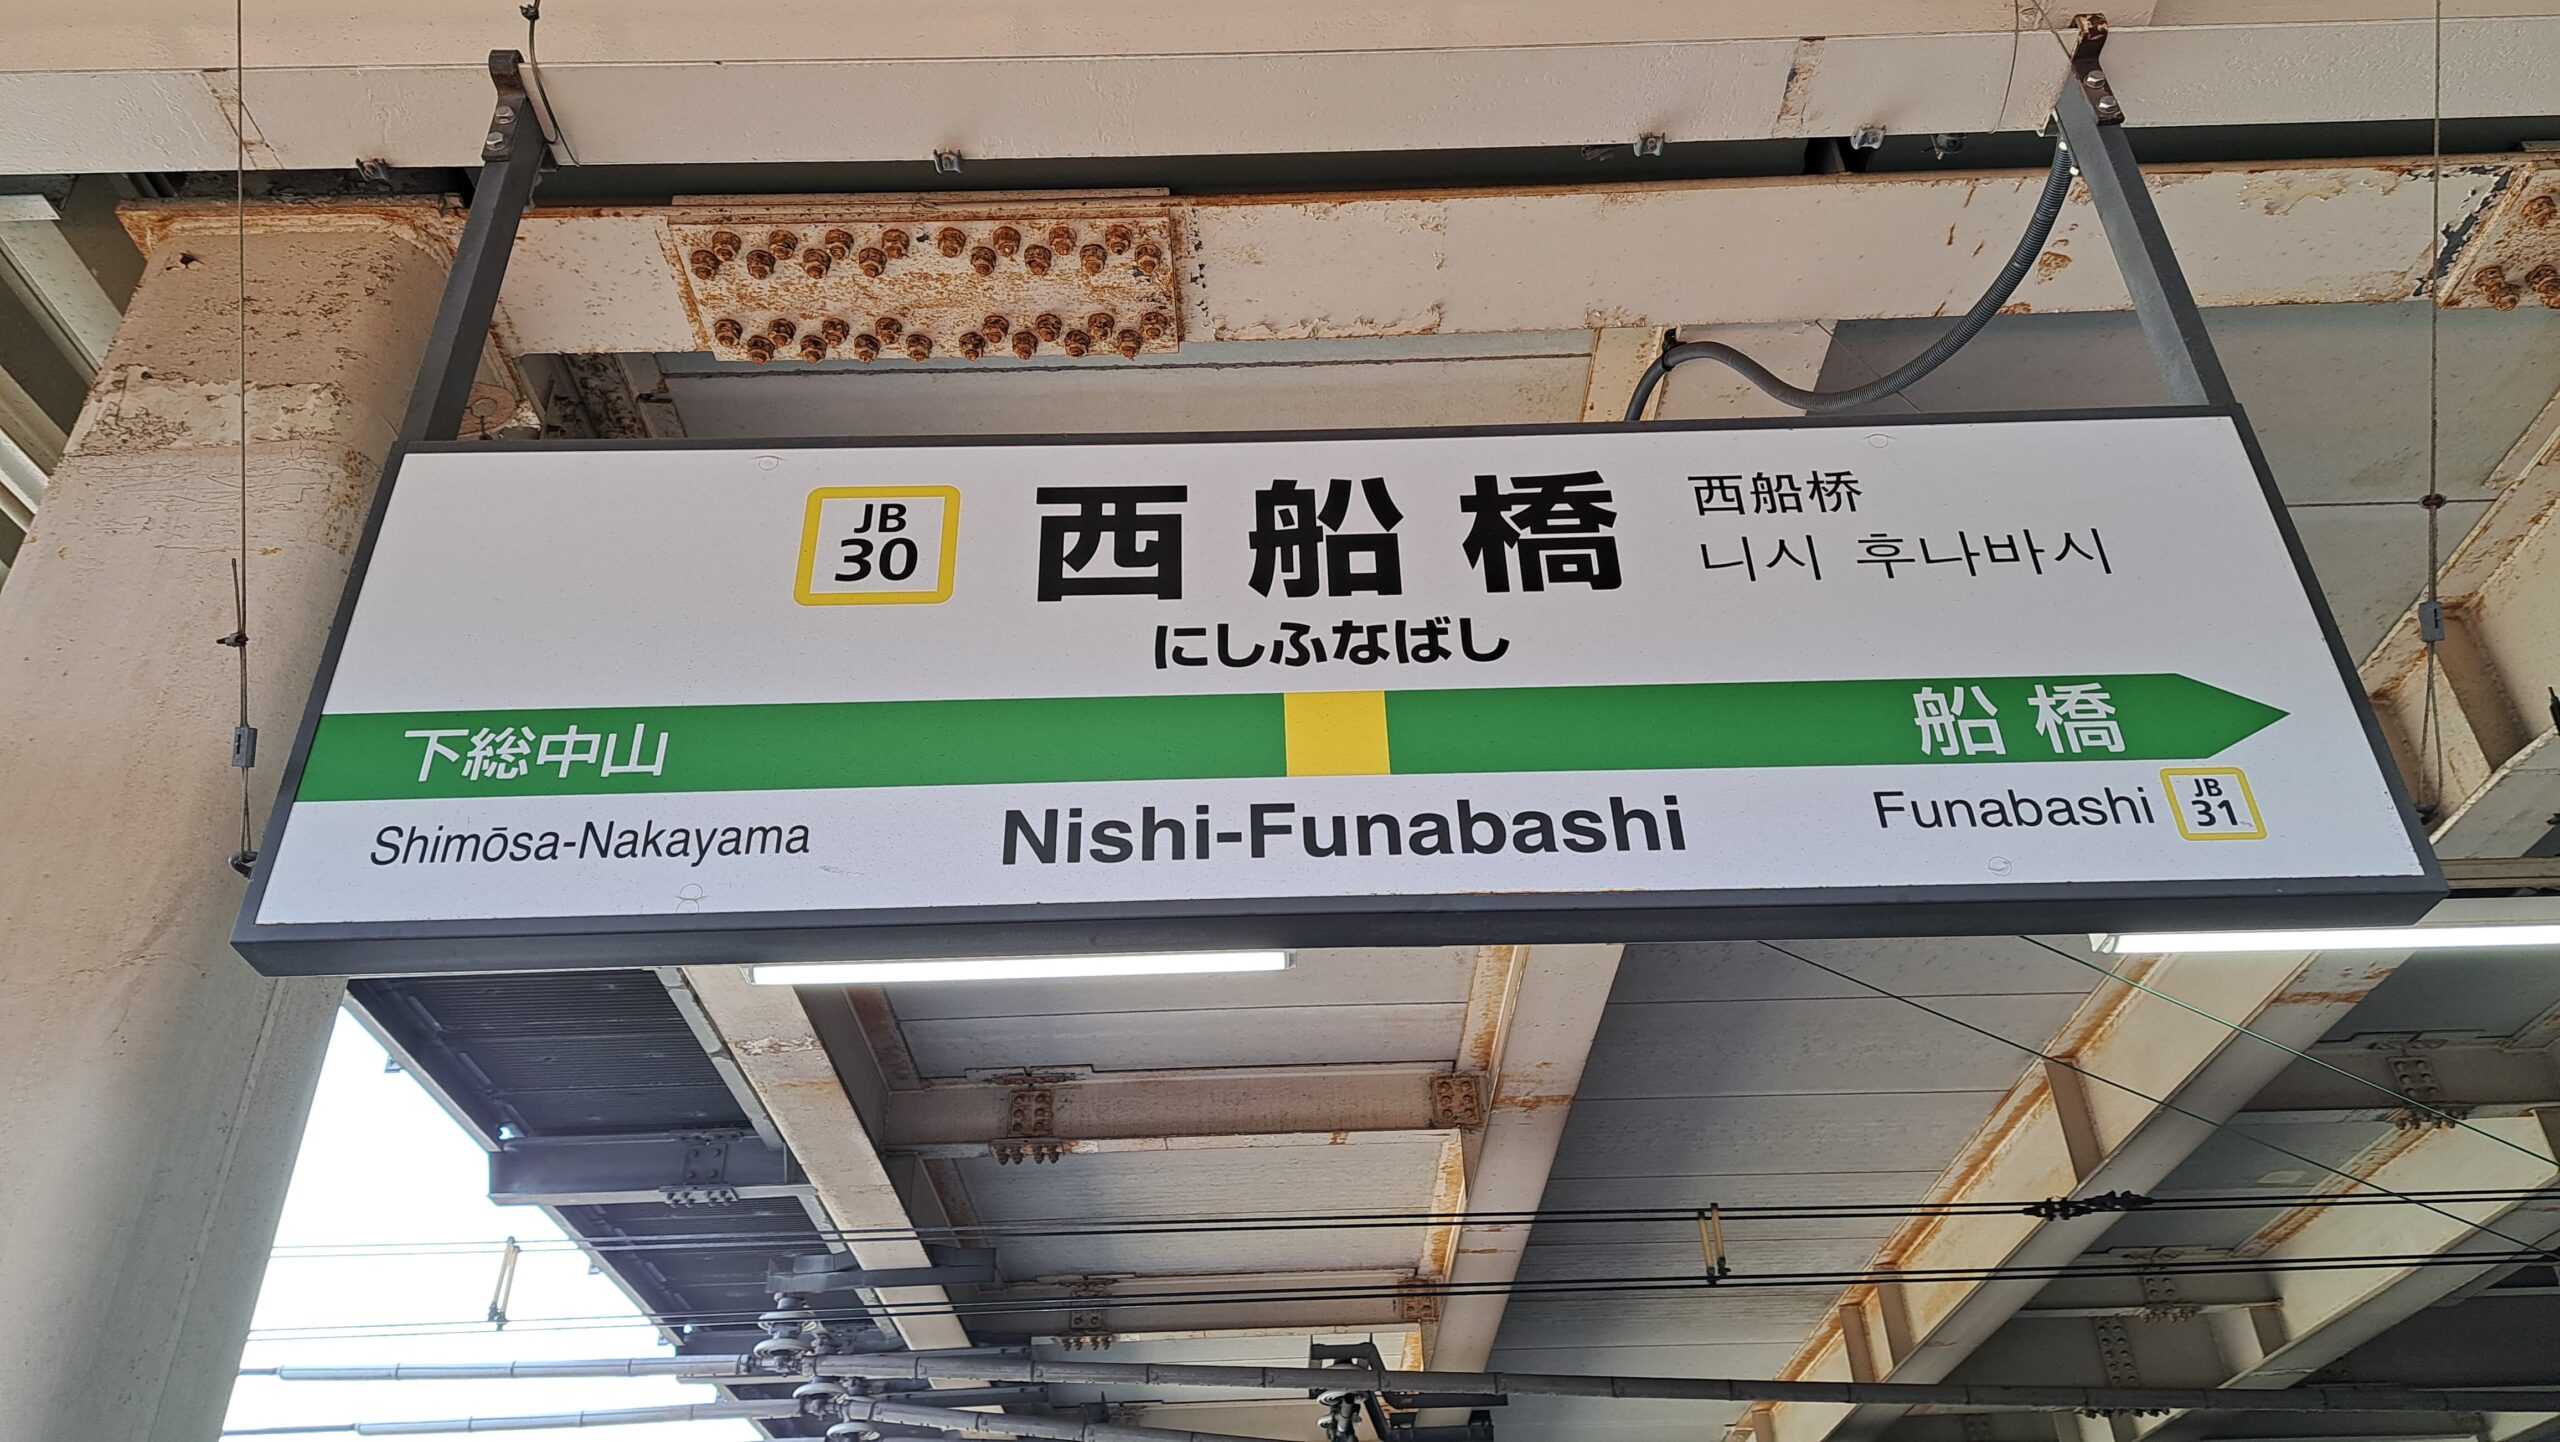 JB
30
西船橋
西船桥
니시 후나바시
にしふなばし
下総中山
船橋
Shimōsa-Nakayama
Nishi-Funabashi
Funabashi
JB
31